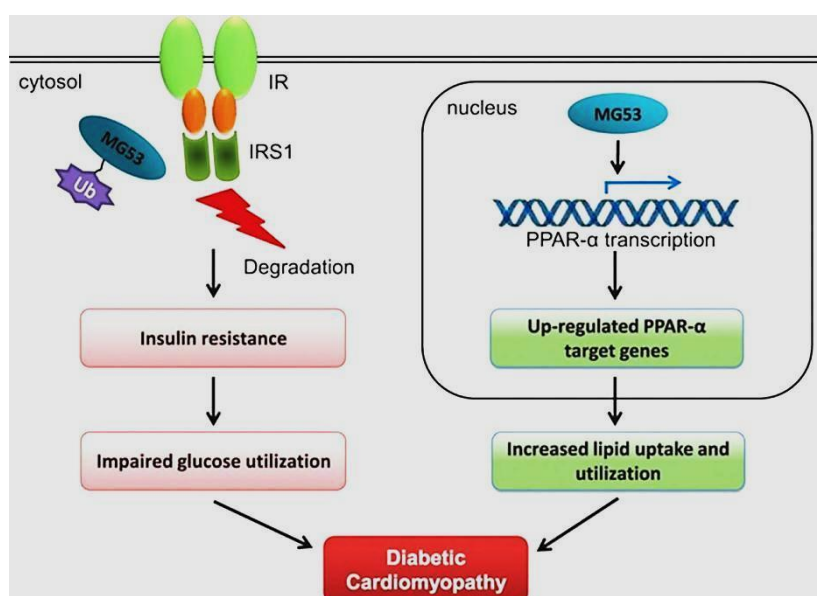 cytosol
IR
MG53
Ub
IRS1
Degradation
Insulin resistance
Impaired glucose utilization
nucleus
MG53
PPAR-α transcription
Up-regulated PPAR-α
target genes
Increased lipid uptake and
utilization
Diabetic
Cardiomyopathy